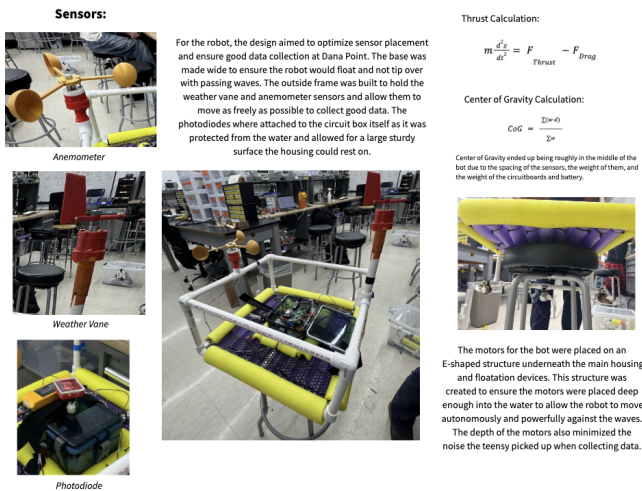 Sensors:
Anemometer
Weather Vane
Photodiode
For the robot, the design aimed to optimize sensor placement
and ensure good data collection at Dana Point. The base was
made wide to ensure the robot would float and not tip over
with passing waves. The outside frame was built to hold the
weather vane and anemometer sensors and allow them to
move as freely as possible to collect good data. The
photodiodes where attached to the circuit box itself as it was
protected from the water and allowed for a large sturdy
surface the housing could rest on.
Thrust Calculation:
m d²z/dt² = F Thrust − F Drag
Center of Gravity Calculation:
CoG = Σ(w·d)/Σw
Center of Gravity ended up being roughly in the middle of the
bot due to the spacing of the sensors, the weight of them, and
the weight of the circuitboards and battery.
The motors for the bot were placed on an
E-shaped structure underneath the main housing
and floatation devices. This structure was
created to ensure the motors were placed deep
enough into the water to allow the robot to move
autonomously and powerfully against the waves.
The depth of the motors also minimized the
noise the teensy picked up when collecting data.